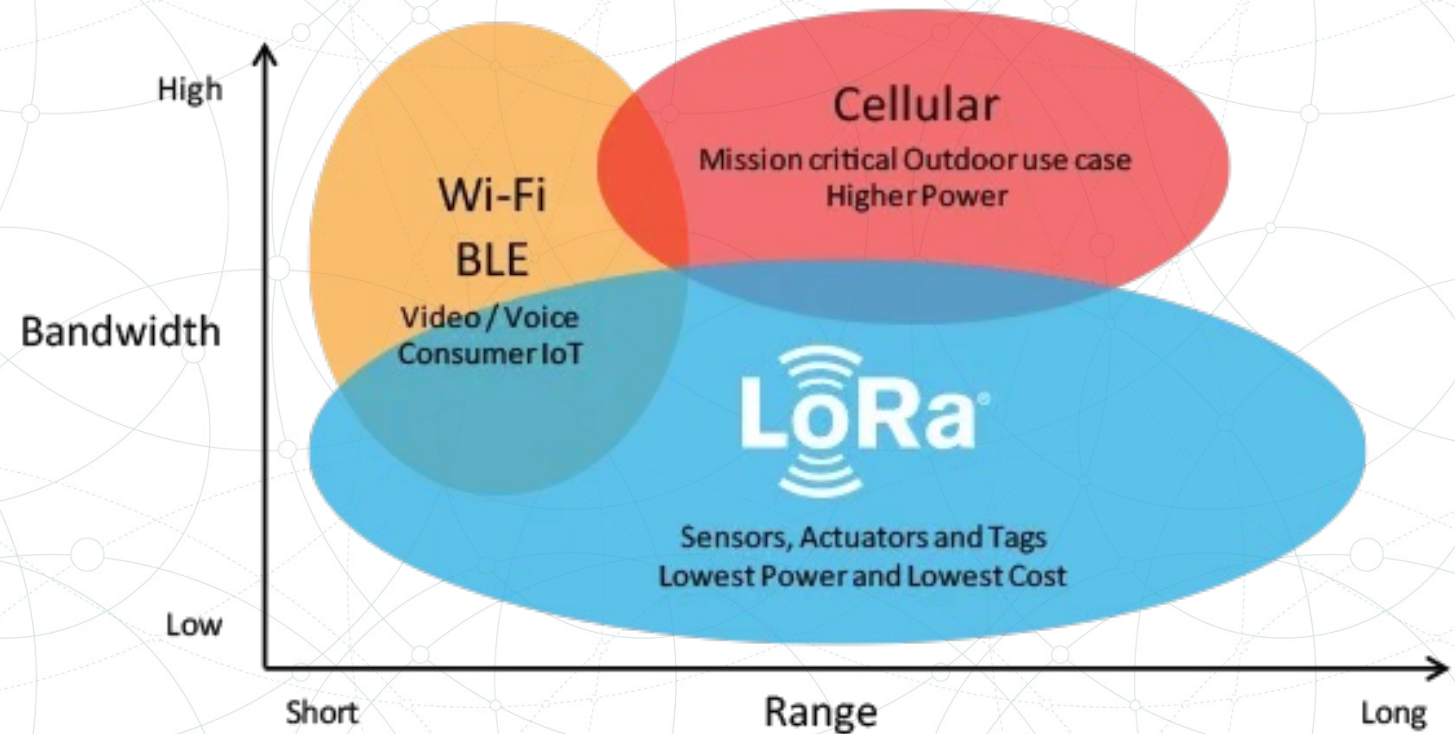 High
Cellular
Mission critical Outdoor use case
Higher Power
Wi-Fi
BLE
Video / Voice
Consumer IoT
Bandwidth
LoRa®
Sensors, Actuators and Tags
Lowest Power and Lowest Cost
Low
Short
Range
Long